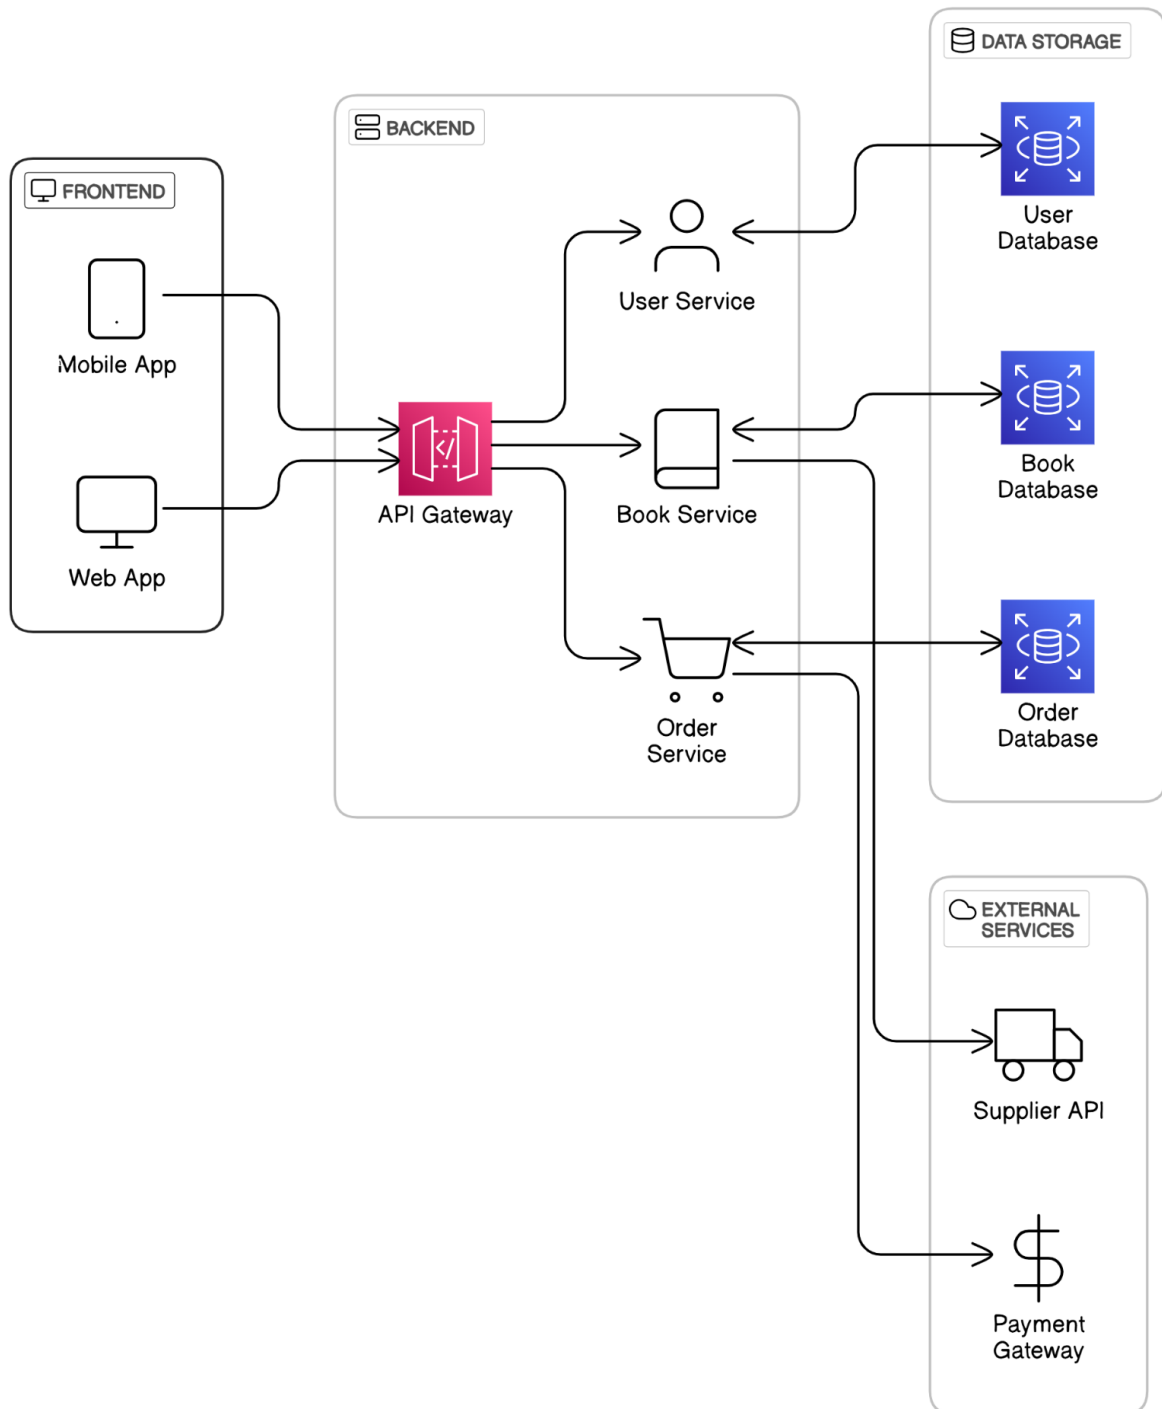 FRONTEND
Mobile App
Web App
BACKEND
API Gateway
User Service
Book Service
Order
Service
DATA STORAGE
User
Database
Book
Database
Order
Database
EXTERNAL
SERVICES
Supplier API
Payment
Gateway